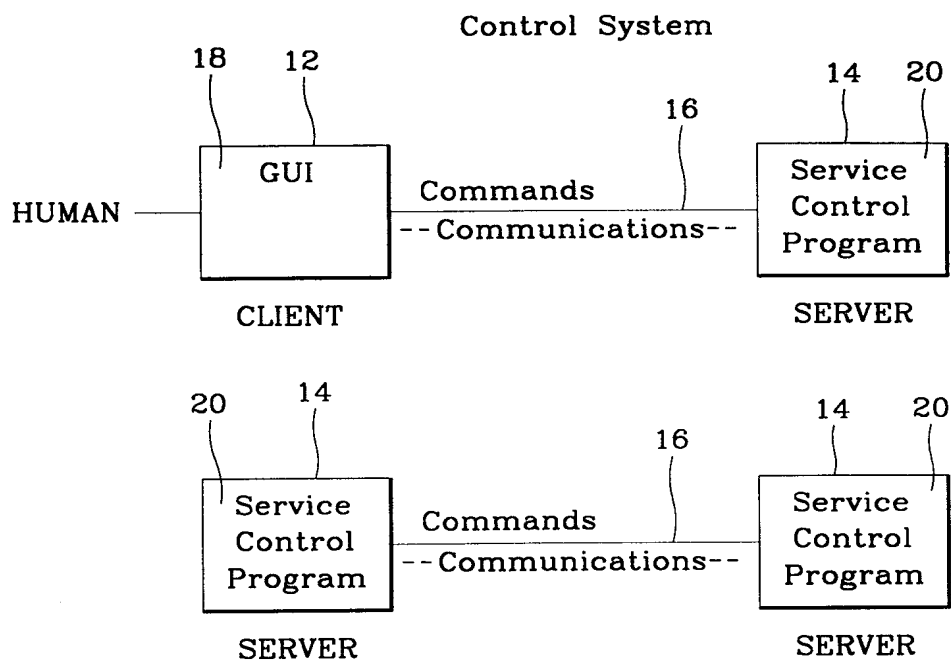 Control System
18 12 14 20
16
GUI
Service
Control
Program
HUMAN
Commands
--Communications--
CLIENT
SERVER
20 14 14 20
16
Service
Control
Program
Commands
--Communications--
Service
Control
Program
SERVER
SERVER